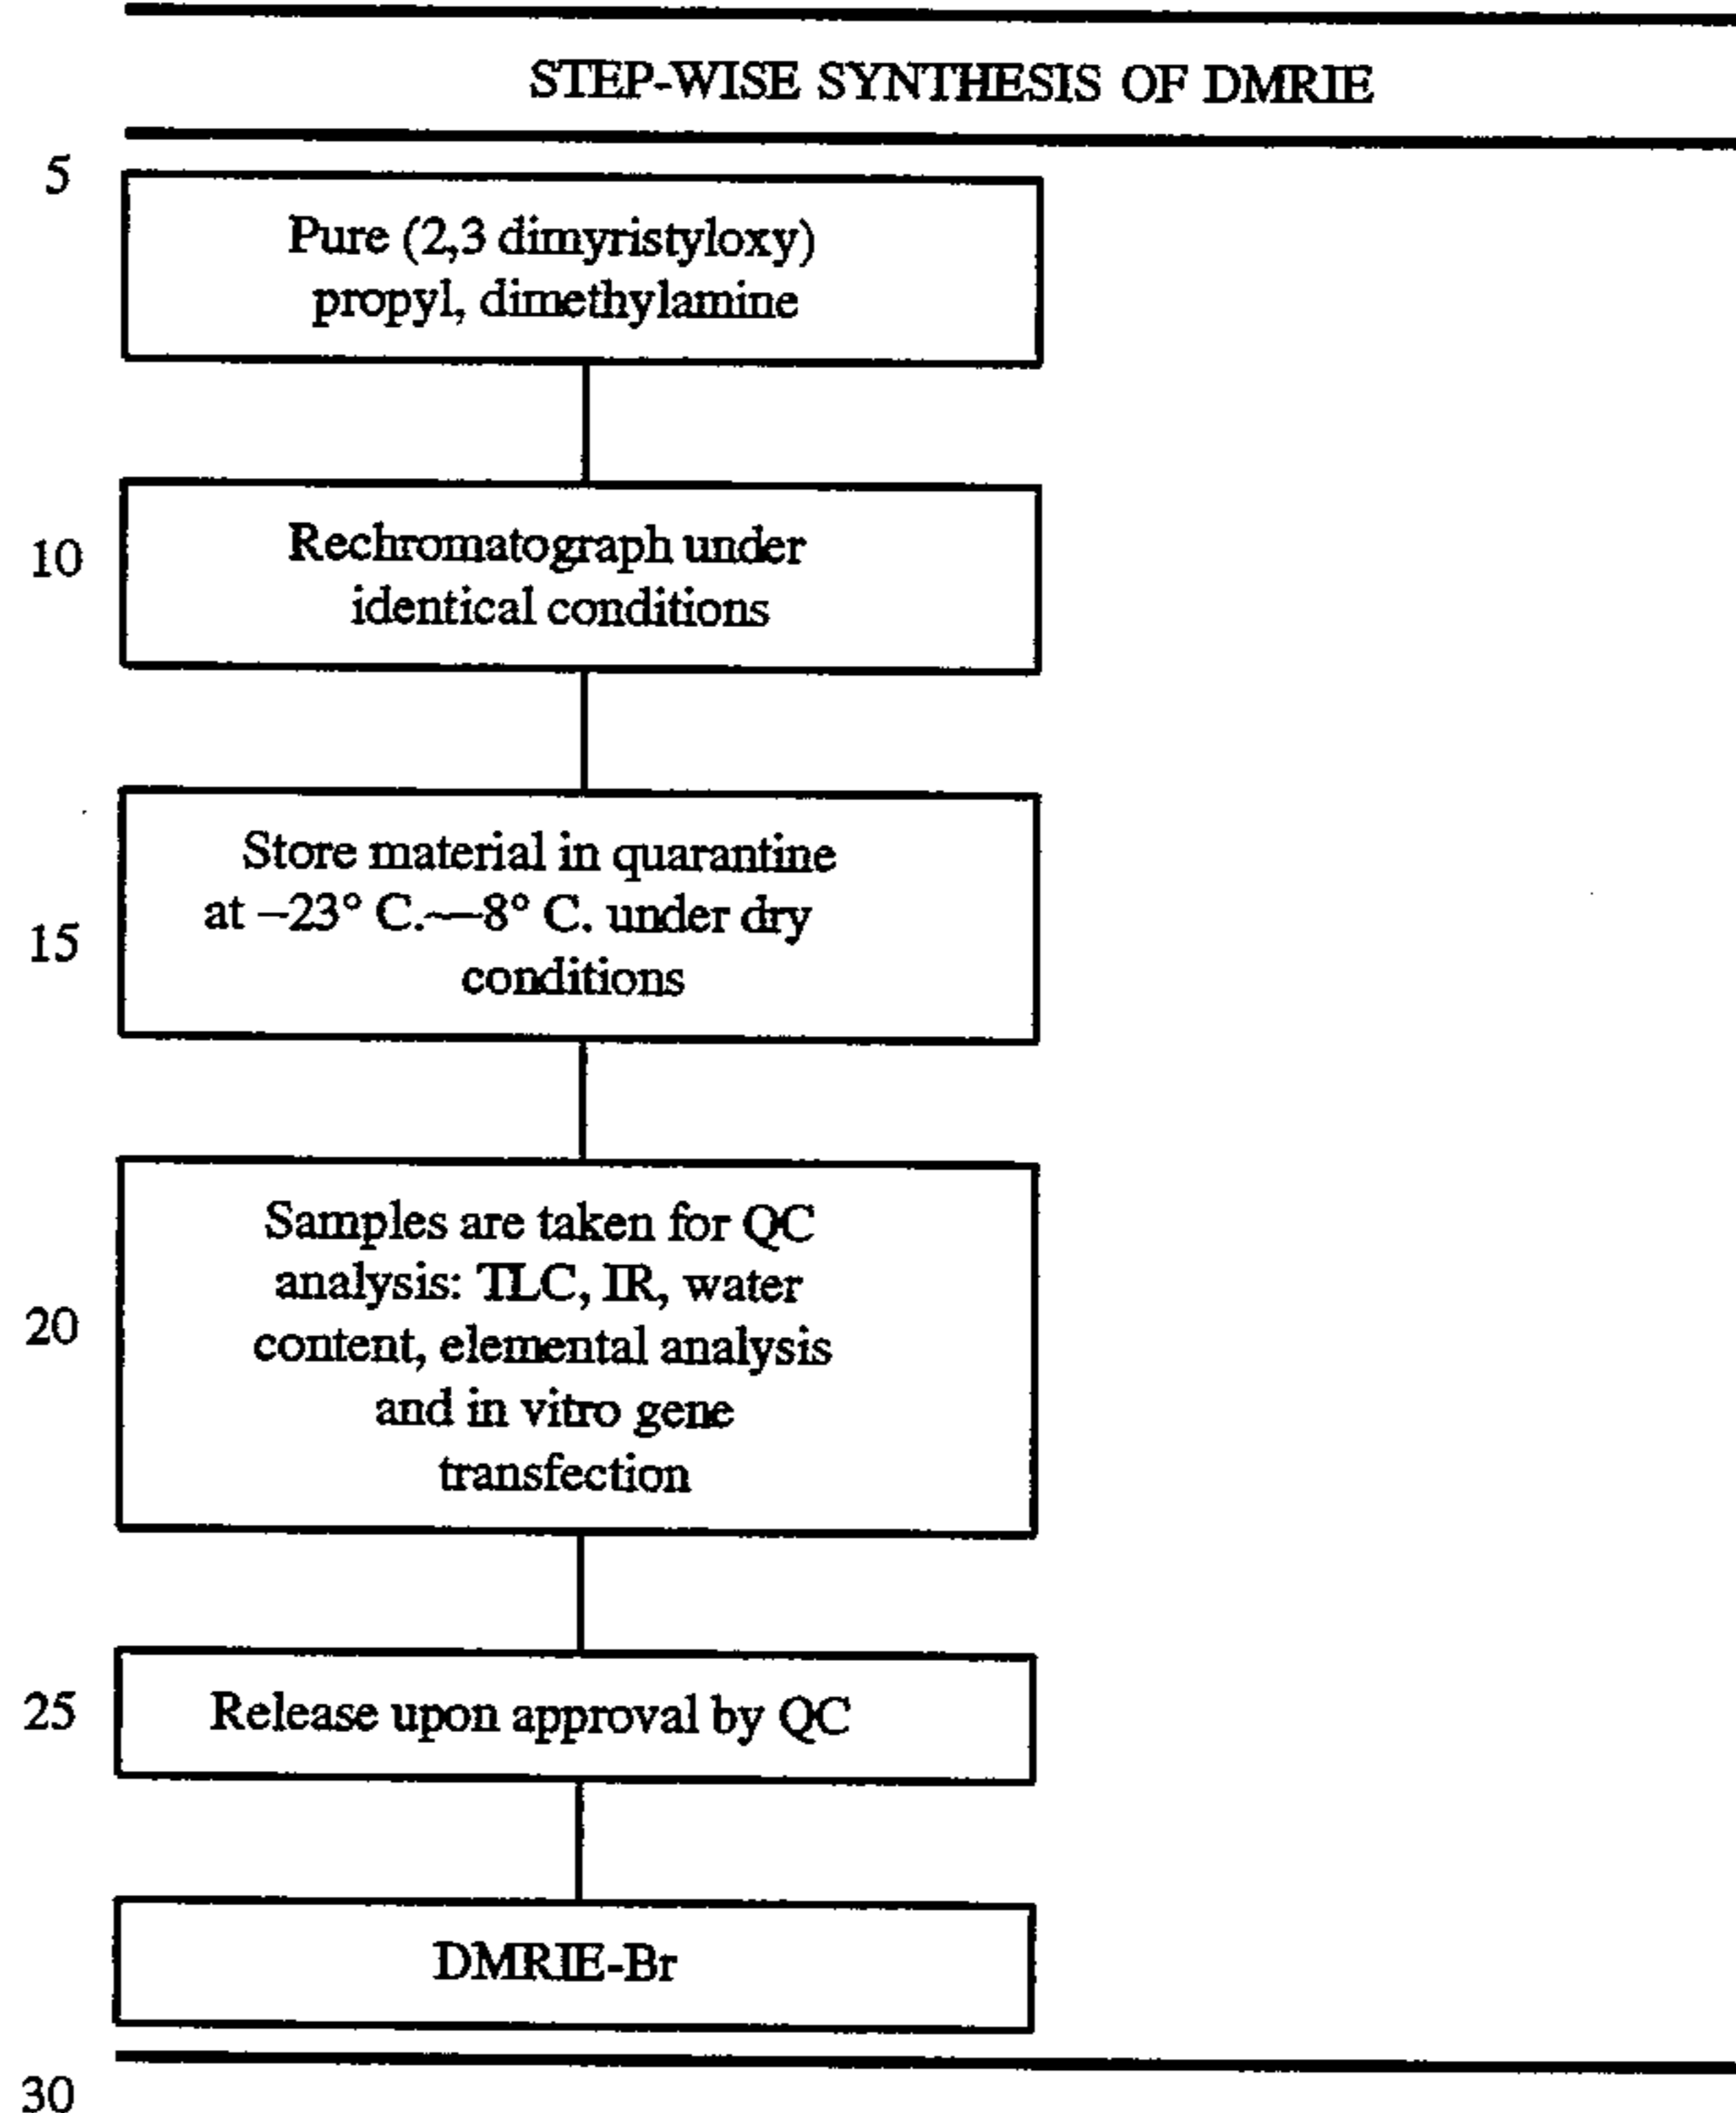 STEP-WISE SYNTHESIS OF DMRIE
5
Pure (2,3 dimyristyloxy)
propyl, dimethylamine
10
Rechromatograph under
identical conditions
Store material in quarantine
at –23° C.–—8° C. under dry
15
conditions
Samples are taken for QC
analysis: TLC, IR, water
20
content, elemental analysis
and in vitro gene
transfection
25
Release upon approval by QC
DMRIE-Br
30